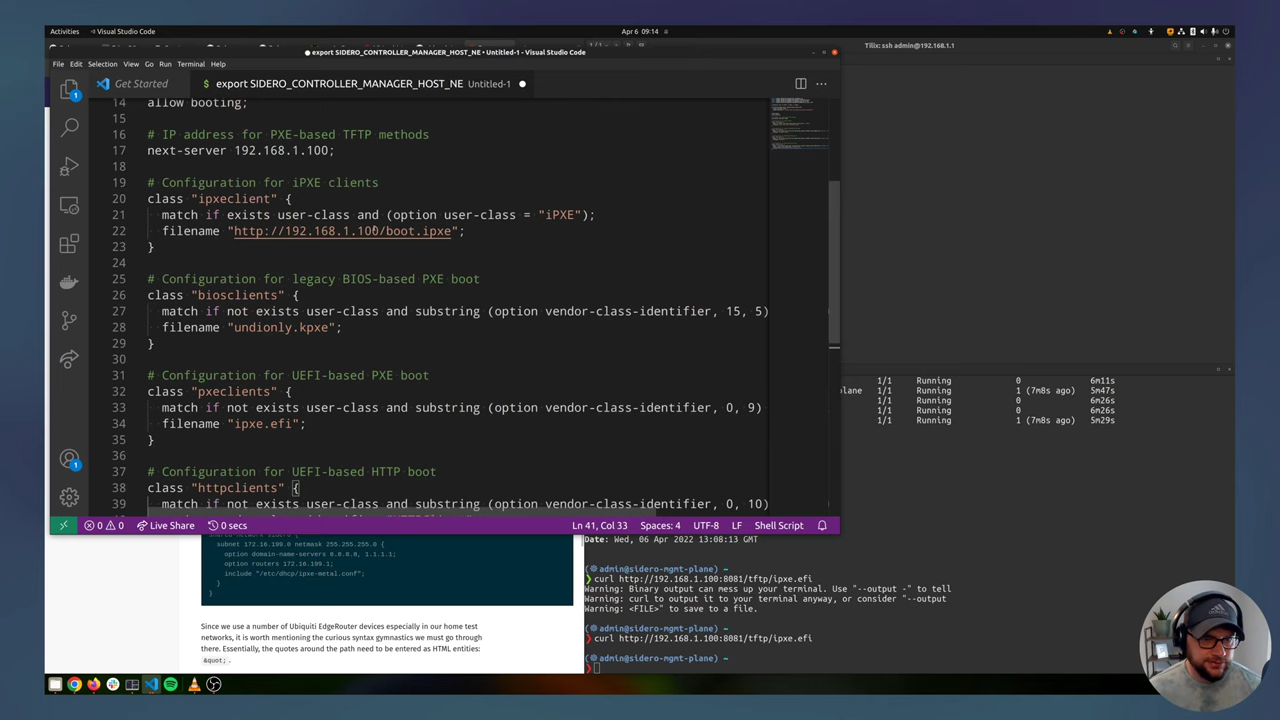 Activities
Visual Studio Code
Apr 6 09:14
● export SIDERO_CONTROLLER_MANAGER_HOST_NE • Untitled-1 - Visual Studio Code
Tilix: ssh admin@192.168.1.1
File Edit Selection View Go Run Terminal Help
Get Started
$ export SIDERO_CONTROLLER_MANAGER_HOST_NE Untitled-1
14 allow booting;
15
16 # IP address for PXE-based TFTP methods
17 next-server 192.168.1.100;
18
19 # Configuration for iPXE clients
20 class "ipxeclient" {
21 match if exists user-class and (option user-class = "iPXE");
22 filename "http://192.168.1.100/boot.ipxe";
23 }
24
25 # Configuration for legacy BIOS-based PXE boot
26 class "biosclients" {
27 match if not exists user-class and substring (option vendor-class-identifier, 15, 5)
28 filename "undionly.kpxe";
29 }
30
31 # Configuration for UEFI-based PXE boot
32 class "pxeclients" {
33 match if not exists user-class and substring (option vendor-class-identifier, 0, 9)
34 filename "ipxe.efi";
35 }
36
37 # Configuration for UEFI-based HTTP boot
38 class "httpclients" {
39 match if not exists user-class and substring (option vendor-class-identifier, 0, 10)
1
1
0 0 Live Share 0 secs
Ln 41, Col 33 Spaces: 4 UTF-8 LF Shell Script
1/1 Running 0 6m11s
plane 1/1 Running 1 (7m8s ago) 5m47s
1/1 Running 0 6m26s
1/1 Running 0 6m26s
1/1 Running 1 (7m8s ago) 5m29s
subnet 172.16.199.0 netmask 255.255.255.0 {
option domain-name-servers 8.8.8.8, 1.1.1.1;
option routers 172.16.199.1;
include "/etc/dhcp/ipxe-metal.conf";
}
}
Since we use a number of Ubiquiti EdgeRouter devices especially in our home test
networks, it is worth mentioning the curious syntax gymnastics we must go through
there. Essentially, the quotes around the path need to be entered as HTML entities:
&quot; .
Date: Wed, 06 Apr 2022 13:08:13 GMT
(admin@sidero-mgmt-plane) ~
❯ curl http://192.168.1.100:8081/tftp/ipxe.efi
Warning: Binary output can mess up your terminal. Use "--output -" to tell
Warning: curl to output it to your terminal anyway, or consider "--output
Warning: <FILE>" to save to a file.
(admin@sidero-mgmt-plane) ~
❯ curl http://192.168.1.100:8081/tftp/ipxe.efi
(admin@sidero-mgmt-plane) ~
❯